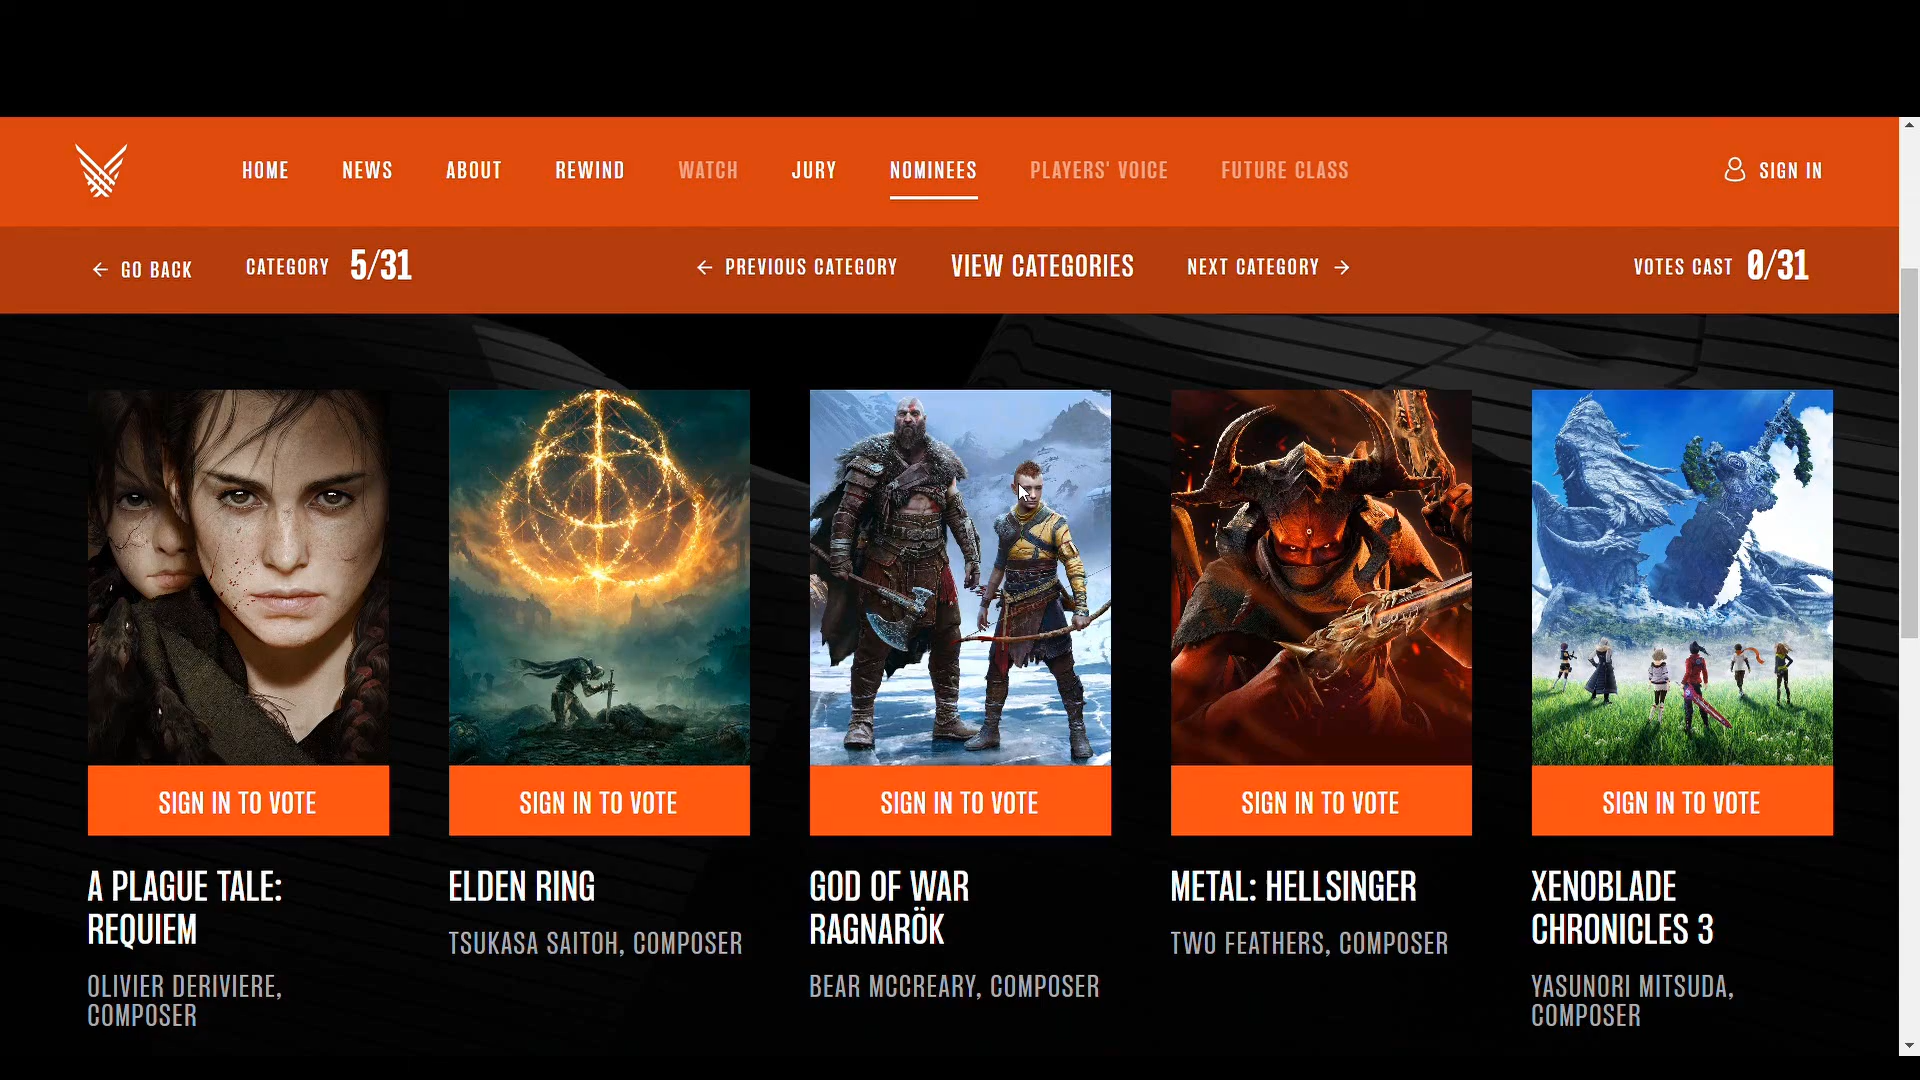 HOME NEWS ABOUT REWIND WATCH JURY NOMINEES PLAYERS' VOICE FUTURE CLASS SIGN IN
GO BACK CATEGORY 5/31 PREVIOUS CATEGORY VIEW CATEGORIES NEXT CATEGORY VOTES CAST 0/31
SIGN IN TO VOTE
A PLAGUE TALE:
REQUIEM
OLIVIER DERIVIERE,
COMPOSER
SIGN IN TO VOTE
ELDEN RING
TSUKASA SAITOH, COMPOSER
SIGN IN TO VOTE
GOD OF WAR
RAGNARÖK
BEAR MCCREARY, COMPOSER
SIGN IN TO VOTE
METAL: HELLSINGER
TWO FEATHERS, COMPOSER
SIGN IN TO VOTE
XENOBLADE
CHRONICLES 3
YASUNORI MITSUDA,
COMPOSER